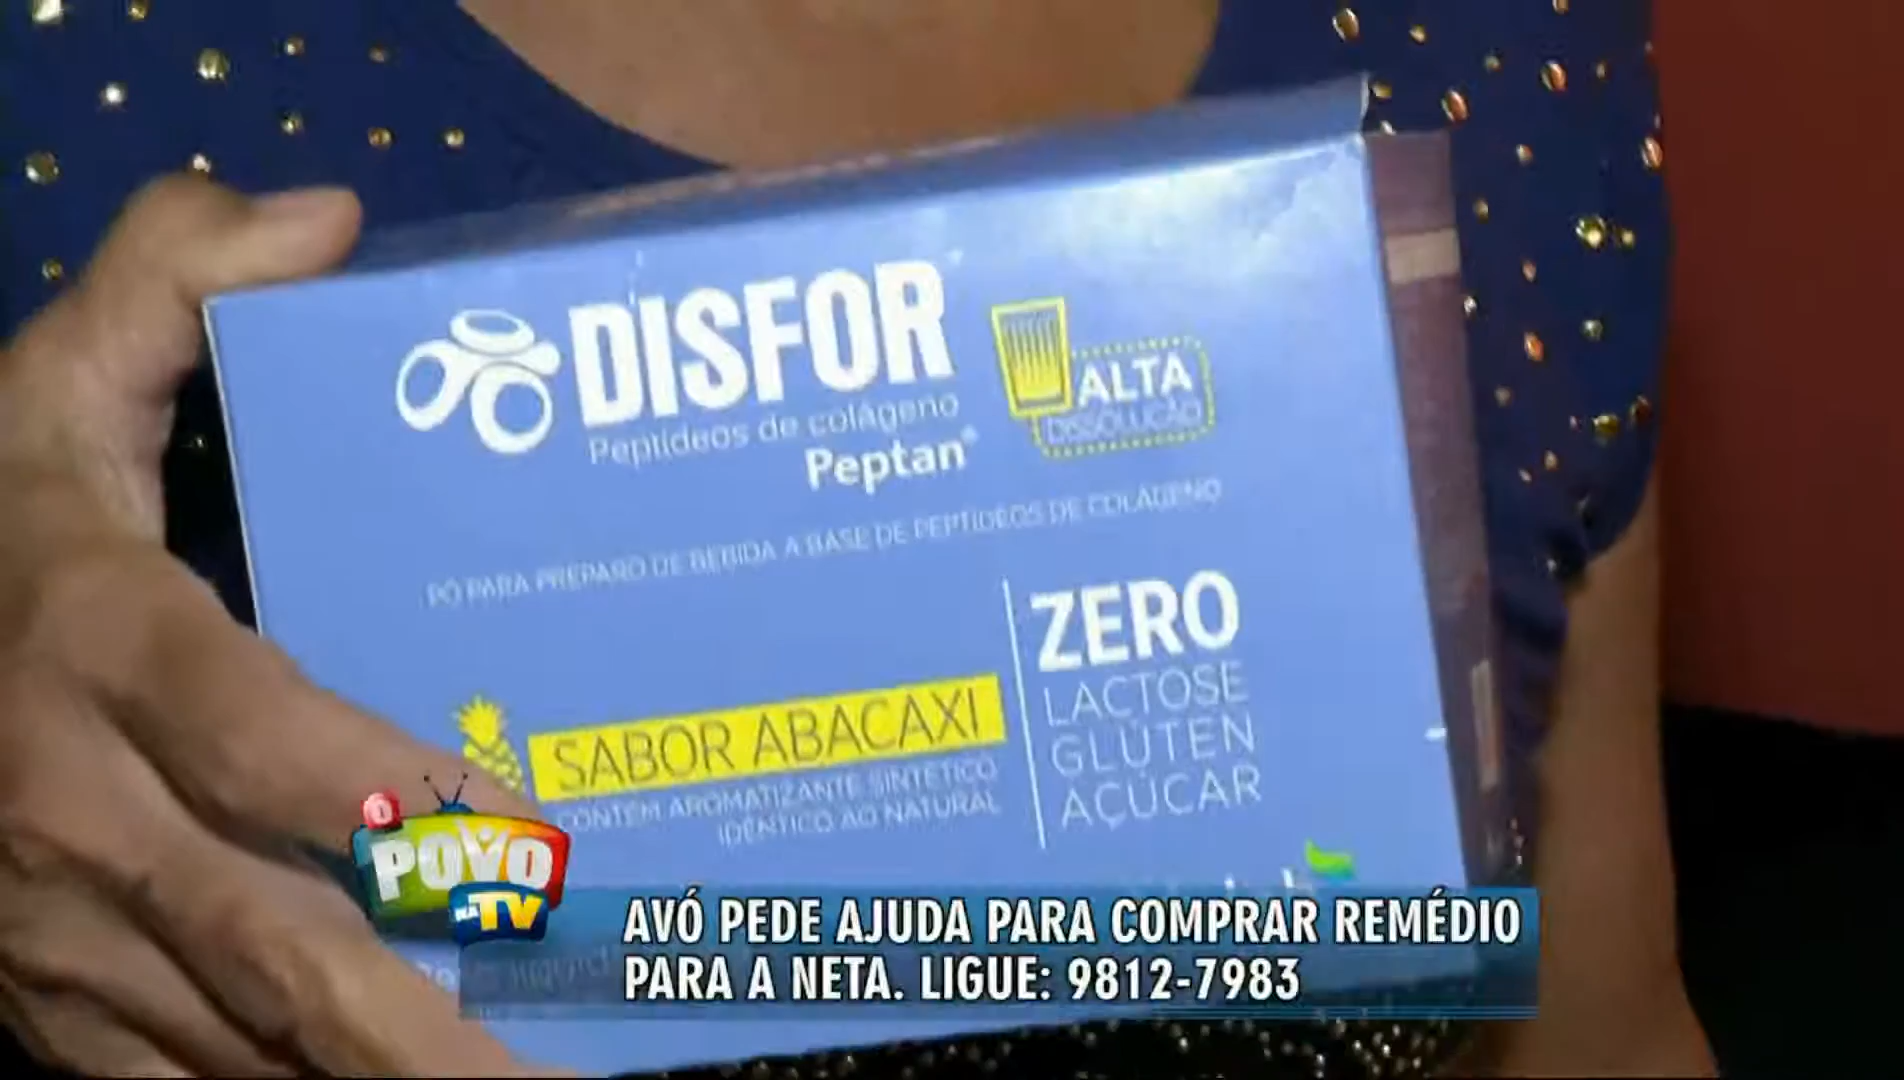 DISFOR
Peptídeos de colágeno
Peptan®
ALTA
DISSOLUÇÃO
PÓ PARA PREPARO DE BEBIDA A BASE DE PEPTÍDEOS DE COLÁGENO
SABOR ABACAXI
CONTÉM AROMATIZANTE SINTÉTICO
IDÊNTICO AO NATURAL
ZERO
LACTOSE
GLÚTEN
AÇÚCAR
O
POVO
NA TV
AVÓ PEDE AJUDA PARA COMPRAR REMÉDIO
PARA A NETA. LIGUE: 9812-7983